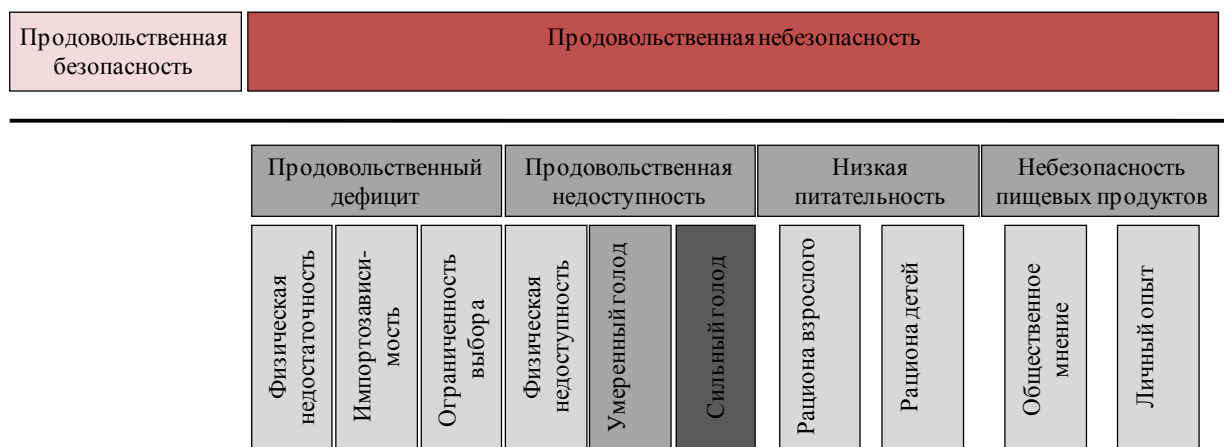 Продовольственная
безопасность
Продовольственная небезопасность
Продовольственный
дефицит
Продовольственная
недоступность
Низкая
питательность
Небезопасность
пищевых продуктов
Физическая
недостаточность
Импортозависи-
мость
Ограниченность
выбора
Физическая
недоступность
Умеренный голод
Сильный голод
Рациона взрослого
Рациона детей
Общественное
мнение
Личный опыт